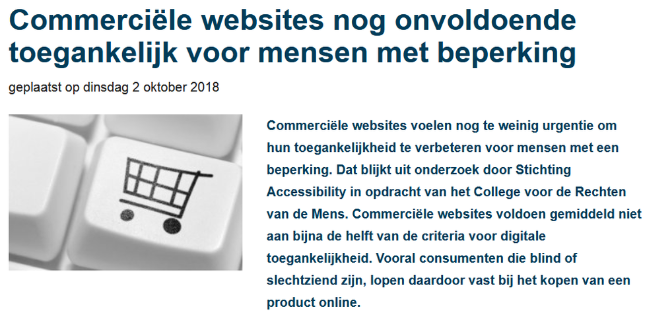 Commerciële websites nog onvoldoende
toegankelijk voor mensen met beperking
geplaatst op dinsdag 2 oktober 2018
Commerciële websites voelen nog te weinig urgentie om
hun toegankelijkheid te verbeteren voor mensen met een
beperking. Dat blijkt uit onderzoek door Stichting
Accessibility in opdracht van het College voor de Rechten
van de Mens. Commerciële websites voldoen gemiddeld niet
aan bijna de helft van de criteria voor digitale
toegankelijkheid. Vooral consumenten die blind of
slechtziend zijn, lopen daardoor vast bij het kopen van een
product online.